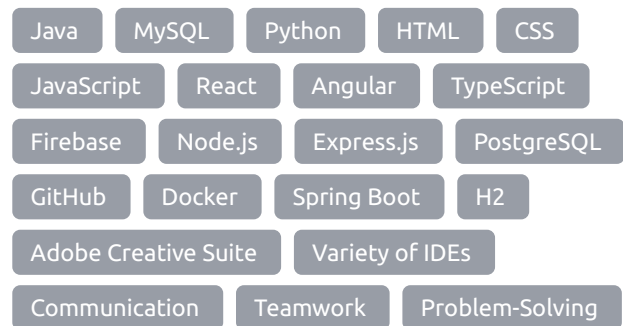 Java MySQL Python HTML CSS
JavaScript React Angular TypeScript
Firebase Node.js Express.js PostgreSQL
GitHub Docker Spring Boot H2
Adobe Creative Suite Variety of IDEs
Communication Teamwork Problem-Solving